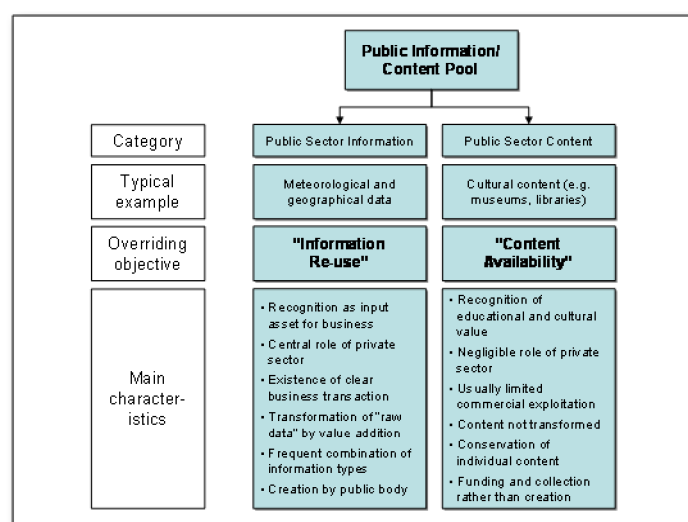 Public Information/
Content Pool
Category
Public Sector Information
Public Sector Content
Typical
example
Meteorological and
geographical data
Cultural content (e.g.
museums, libraries)
Overriding
objective
"Information
Re-use"
"Content
Availability"
Main
character-
istics
• Recognition as input
asset for business
• Central role of private
sector
• Existence of clear
business transaction
• Transformation of "raw
data" by value addition
• Frequent combination of
information types
• Creation by public body
• Recognition of
educational and cultural
value
• Negligible role of private
sector
• Usually limited
commercial exploitation
• Content not transformed
• Conservation of
individual content
• Funding and collection
rather than creation